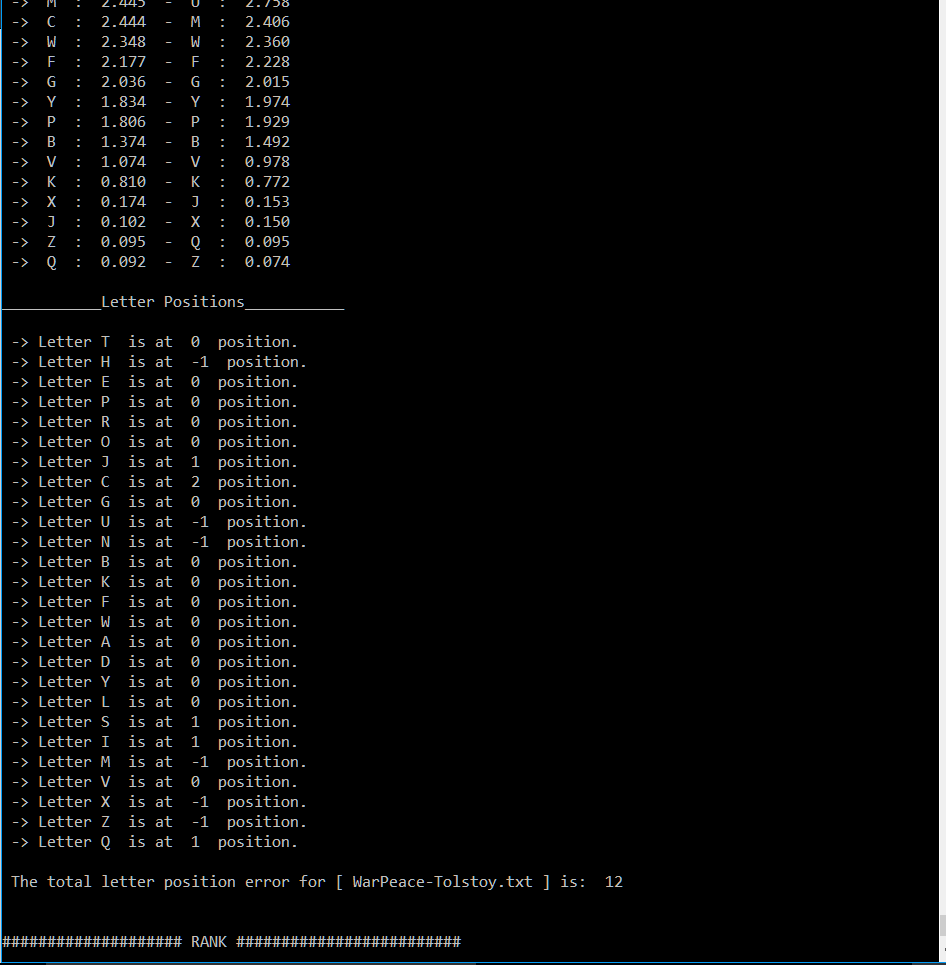 -> M : 2.445 - U : 2.758
-> C : 2.444 - M : 2.406
-> W : 2.348 - W : 2.360
-> F : 2.177 - F : 2.228
-> G : 2.036 - G : 2.015
-> Y : 1.834 - Y : 1.974
-> P : 1.806 - P : 1.929
-> B : 1.374 - B : 1.492
-> V : 1.074 - V : 0.978
-> K : 0.810 - K : 0.772
-> X : 0.174 - J : 0.153
-> J : 0.102 - X : 0.150
-> Z : 0.095 - Q : 0.095
-> Q : 0.092 - Z : 0.074
___________Letter Positions___________
-> Letter T is at 0 position.
-> Letter H is at -1 position.
-> Letter E is at 0 position.
-> Letter P is at 0 position.
-> Letter R is at 0 position.
-> Letter O is at 0 position.
-> Letter J is at 1 position.
-> Letter C is at 2 position.
-> Letter G is at 0 position.
-> Letter U is at -1 position.
-> Letter N is at -1 position.
-> Letter B is at 0 position.
-> Letter K is at 0 position.
-> Letter F is at 0 position.
-> Letter W is at 0 position.
-> Letter A is at 0 position.
-> Letter D is at 0 position.
-> Letter Y is at 0 position.
-> Letter L is at 0 position.
-> Letter S is at 1 position.
-> Letter I is at 1 position.
-> Letter M is at -1 position.
-> Letter V is at 0 position.
-> Letter X is at -1 position.
-> Letter Z is at -1 position.
-> Letter Q is at 1 position.
The total letter position error for [ WarPeace-Tolstoy.txt ] is: 12
#################### RANK #########################